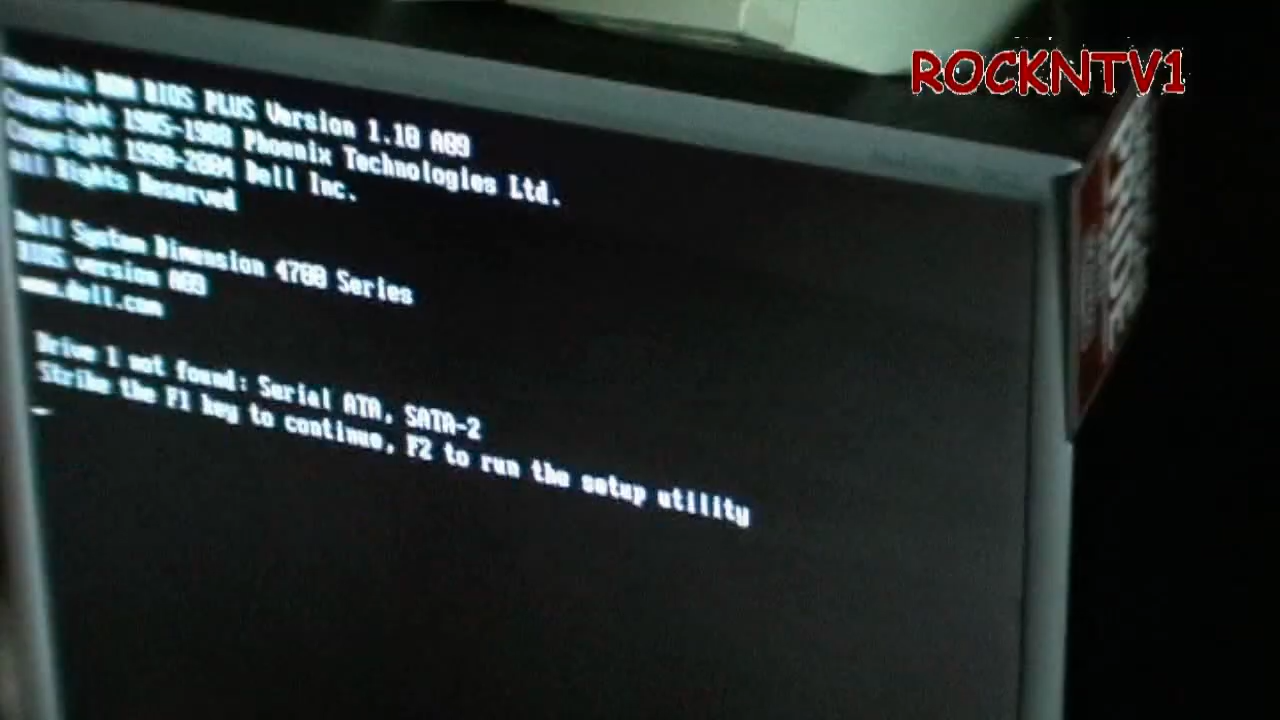 ROCKNTV1
Phoenix ROM BIOS PLUS Version 1.10 A09
Copyright 1985-1988 Phoenix Technologies Ltd.
Copyright 1990-2004 Dell Inc.
All Rights Reserved
Dell System Dimension 4700 Series
BIOS version A09
www.dell.com
Drive 1 not found: Serial ATA, SATA-2
Strike the F1 key to continue, F2 to run the setup utility